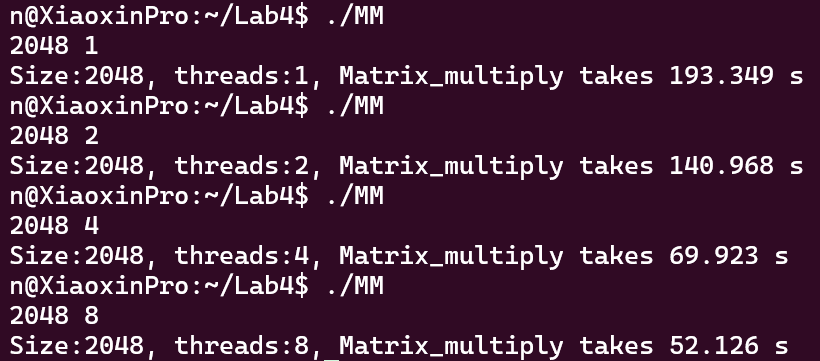 n@XiaoxinPro:~/Lab4$ ./MM
2048 1
Size:2048, threads:1, Matrix_multiply takes 193.349 s
n@XiaoxinPro:~/Lab4$ ./MM
2048 2
Size:2048, threads:2, Matrix_multiply takes 140.968 s
n@XiaoxinPro:~/Lab4$ ./MM
2048 4
Size:2048, threads:4, Matrix_multiply takes 69.923 s
n@XiaoxinPro:~/Lab4$ ./MM
2048 8
Size:2048, threads:8, Matrix_multiply takes 52.126 s